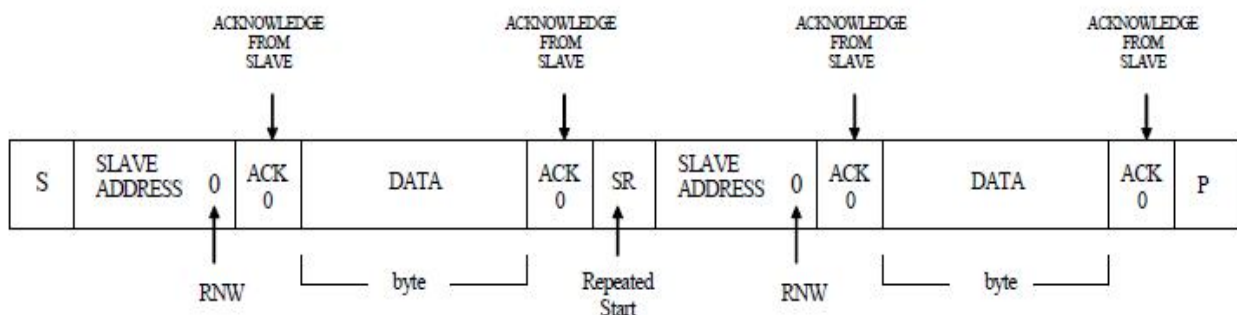 ACKNOWLEDGE
FROM
SLAVE
ACKNOWLEDGE
FROM
SLAVE
ACKNOWLEDGE
FROM
SLAVE
ACKNOWLEDGE
FROM
SLAVE
S
SLAVE
ADDRESS 0
ACK
0
DATA
ACK
0
SR
SLAVE
ADDRESS 0
ACK
0
DATA
ACK
0
P
RNW
byte
Repeated
Start
RNW
byte